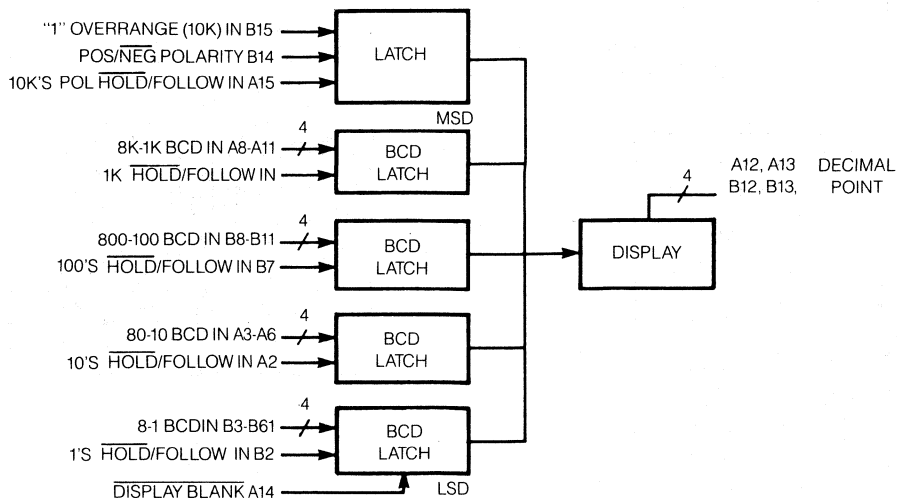 "1" OVERRANGE (10K) IN B15
POS/NEG POLARITY B14
10K'S POL HOLD/FOLLOW IN A15
LATCH
MSD
4
8K-1K BCD IN A8-A11
1K HOLD/FOLLOW IN
BCD
LATCH
4
800-100 BCD IN B8-B11
100'S HOLD/FOLLOW IN B7
BCD
LATCH
4
80-10 BCD IN A3-A6
10'S HOLD/FOLLOW IN A2
BCD
LATCH
4
8-1 BCDIN B3-B61
1'S HOLD/FOLLOW IN B2
BCD
LATCH
DISPLAY BLANK A14
LSD
DISPLAY
4
A12, A13 DECIMAL
B12, B13, POINT